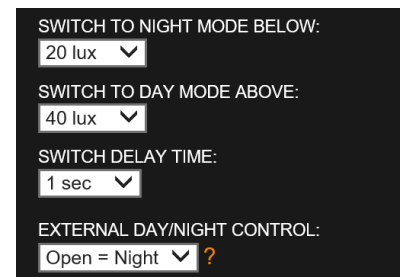 SWITCH TO NIGHT MODE BELOW:
20 lux
SWITCH TO DAY MODE ABOVE:
40 lux
SWITCH DELAY TIME:
1 sec
EXTERNAL DAY/NIGHT CONTROL:
Open = Night ?